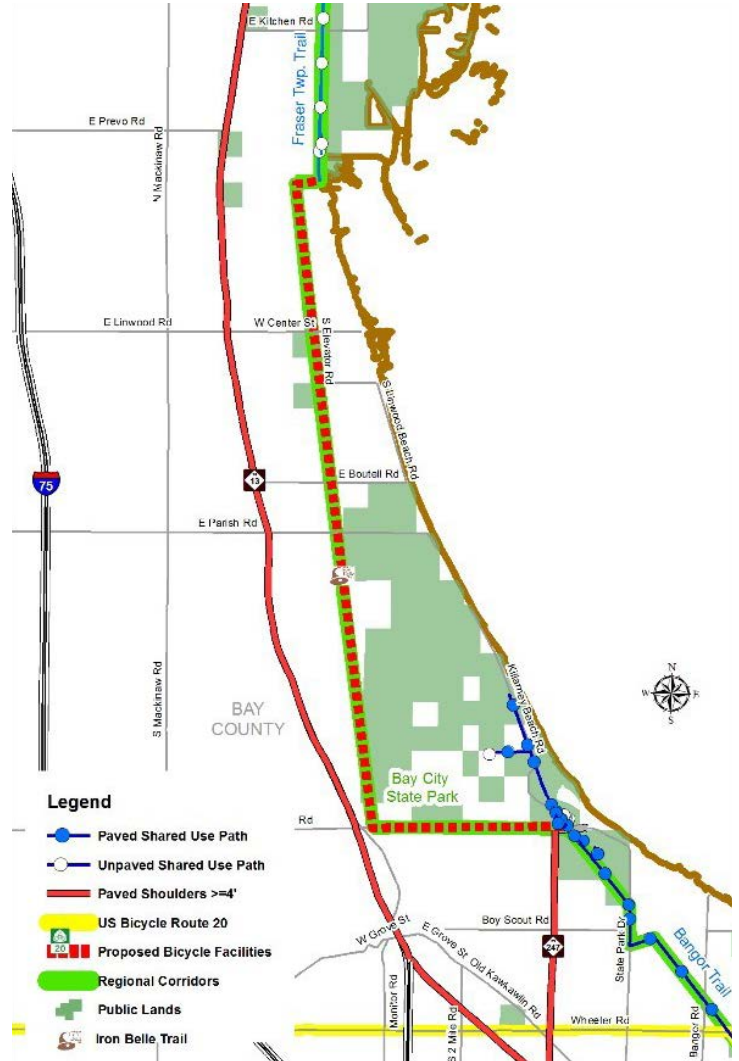 E Kitchen Rd
Fraser Twp. Trail
E Prevo Rd
N Mackinaw Rd
E Linwood Rd
W Center St
S Elevator Rd
S Linwood Beach Rd
75
13
E Boutell Rd
E Parish Rd
S Mackinaw Rd
BAY
COUNTY
Killarney Beach Rd
N
W
E
S
Bay City
State Park
Rd
Legend
Paved Shared Use Path
Unpaved Shared Use Path
Paved Shoulders >=4'
US Bicycle Route 20
20
Proposed Bicycle Facilities
Regional Corridors
Public Lands
Iron Belle Trail
W Grove St
E Grove St
Old Kawkawlin Rd
Boy Scout Rd
247
State Park Dr
Bangor Trail
Monitor Rd
S 2 Mile Rd
Wheeler Rd
Bangor Rd